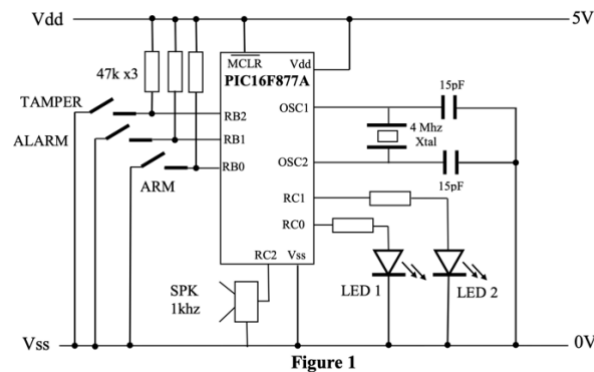 Vdd
5V
MCLR
Vdd
PIC16F877A
47k x3
15pF
TAMPER
OSC1
RB2
4 Mhz
Xtal
ALARM
RB1
OSC2
RB0
15pF
ARM
RC1
RC0
RC2
Vss
SPK
1khz
LED 1
LED 2
Vss
0V
Figure 1